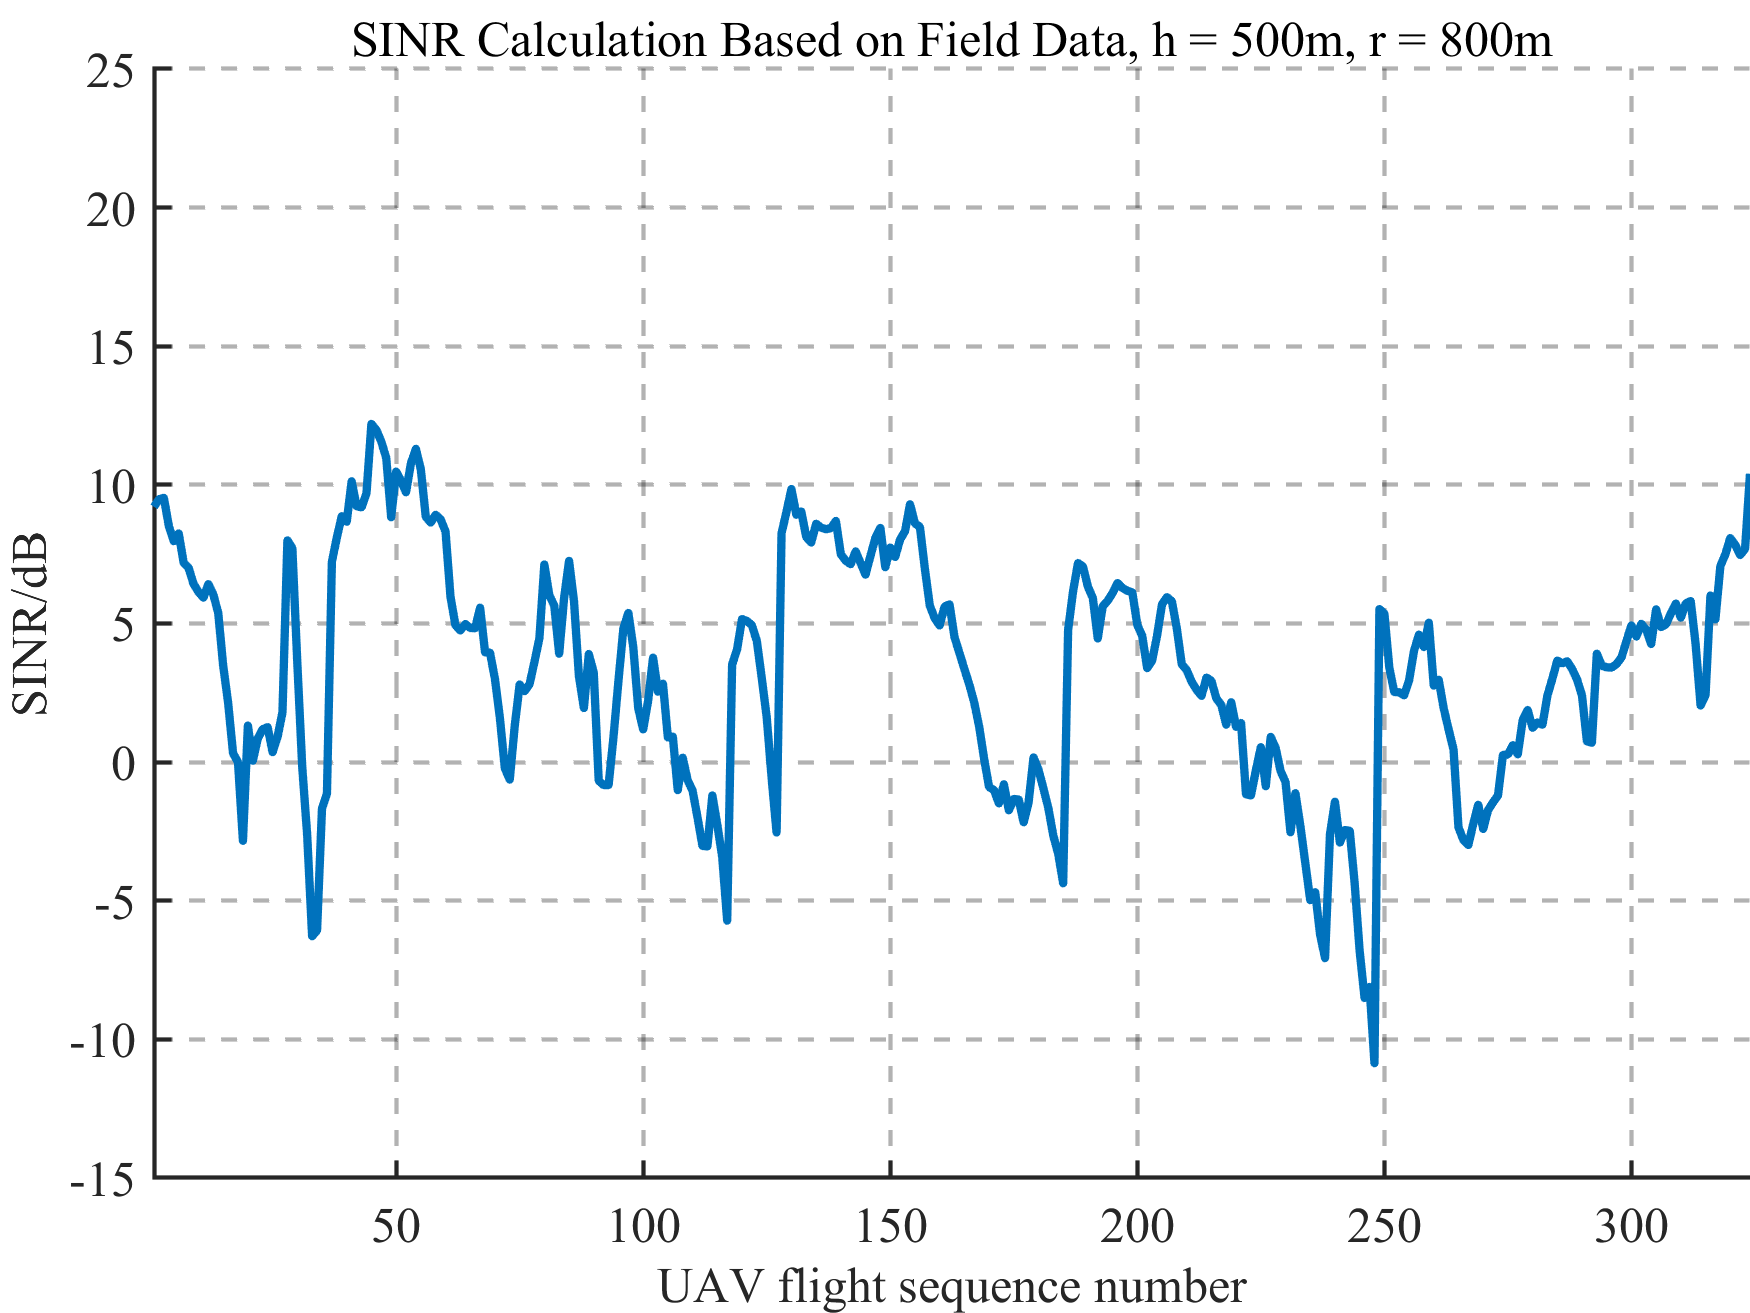 SINR Calculation Based on Field Data, h = 500m, r = 800m
25
20
15
10
5
0
-5
-10
-15
SINR/dB
50 100 150 200 250 300
UAV flight sequence number